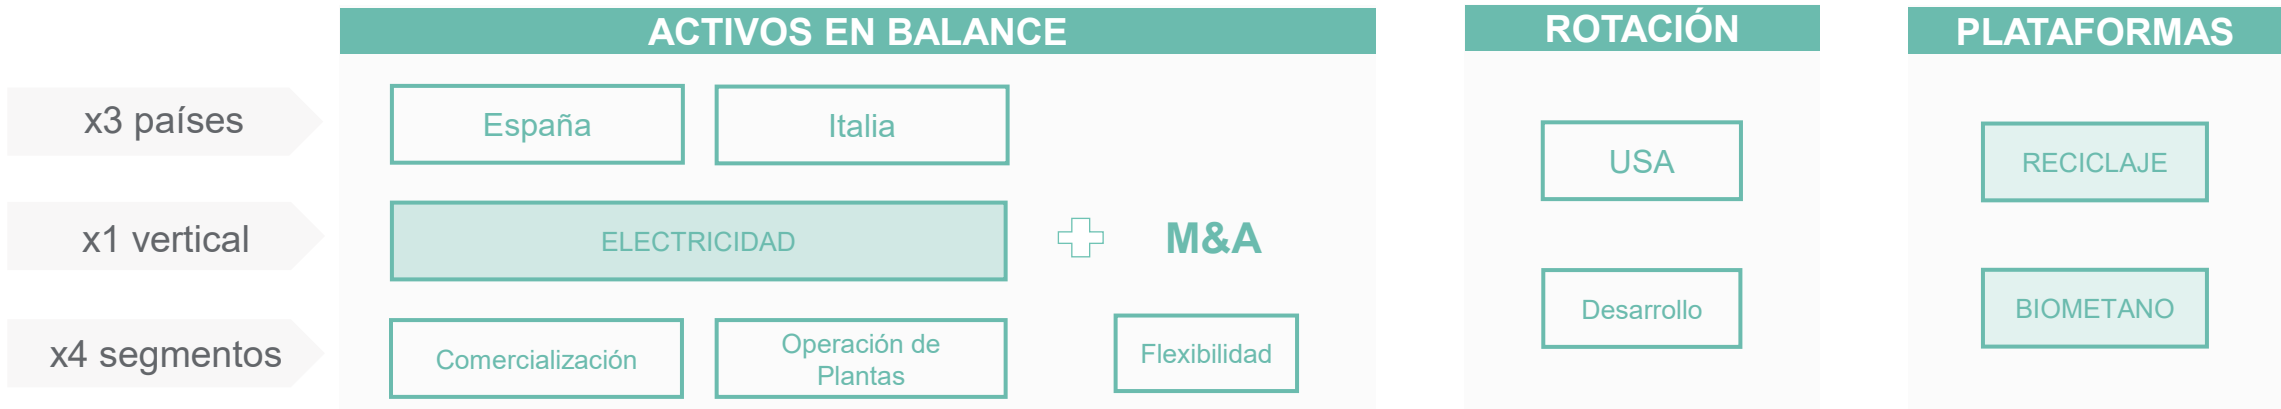 ACTIVOS EN BALANCE
ROTACIÓN
PLATAFORMAS
x3 países
España
Italia
USA
RECICLAJE
x1 vertical
ELECTRICIDAD
M&A
x4 segmentos
Comercialización
Operación de
Plantas
Flexibilidad
Desarrollo
BIOMETANO